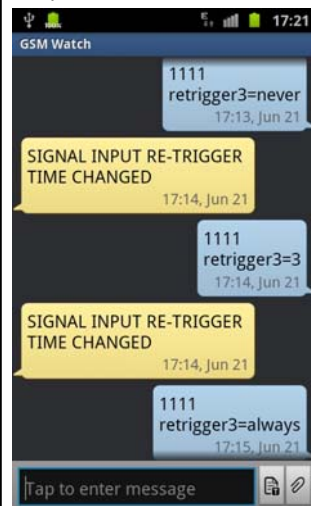 17:21
GSM Watch
1111
retrigger3=never
17:13, Jun 21
SIGNAL INPUT RE-TRIGGER
TIME CHANGED
17:14, Jun 21
1111
retrigger3=3
17:14, Jun 21
SIGNAL INPUT RE-TRIGGER
TIME CHANGED
17:14, Jun 21
1111
retrigger3=always
17:15, Jun 21
Tap to enter message